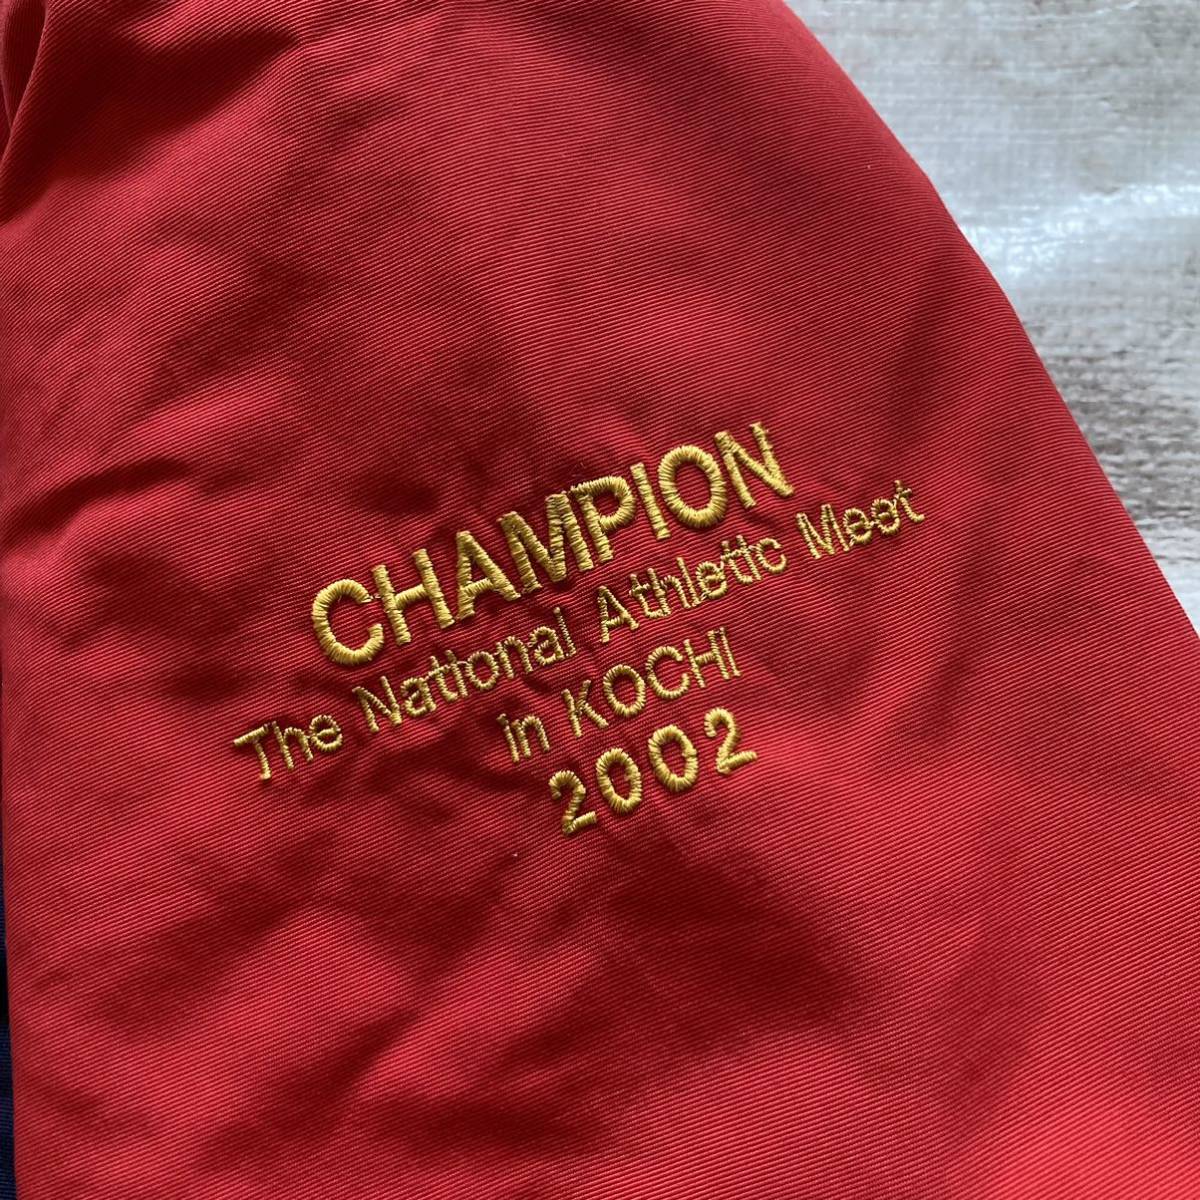 CHAMPION
The National Athletic Meet
in KOCHI
2002